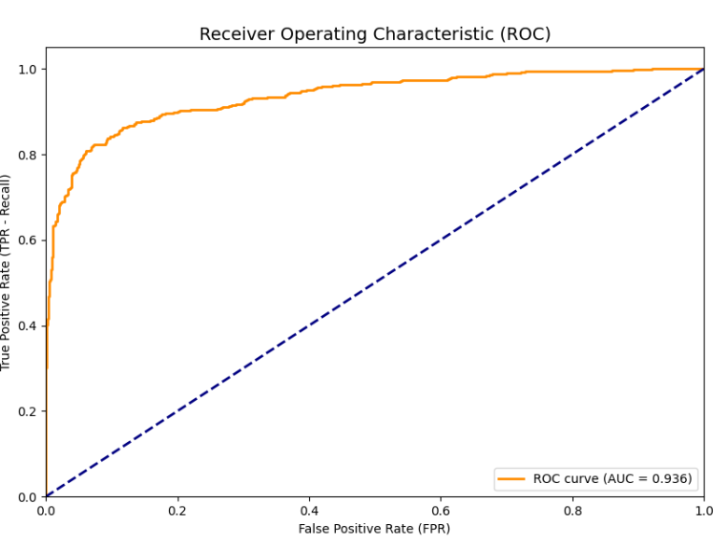 Receiver Operating Characteristic (ROC)
1.0
0.8
0.6
0.4
0.2
0.0
True Positive Rate (TPR - Recall)
ROC curve (AUC = 0.936)
0.0 0.2 0.4 0.6 0.8 1.0
False Positive Rate (FPR)